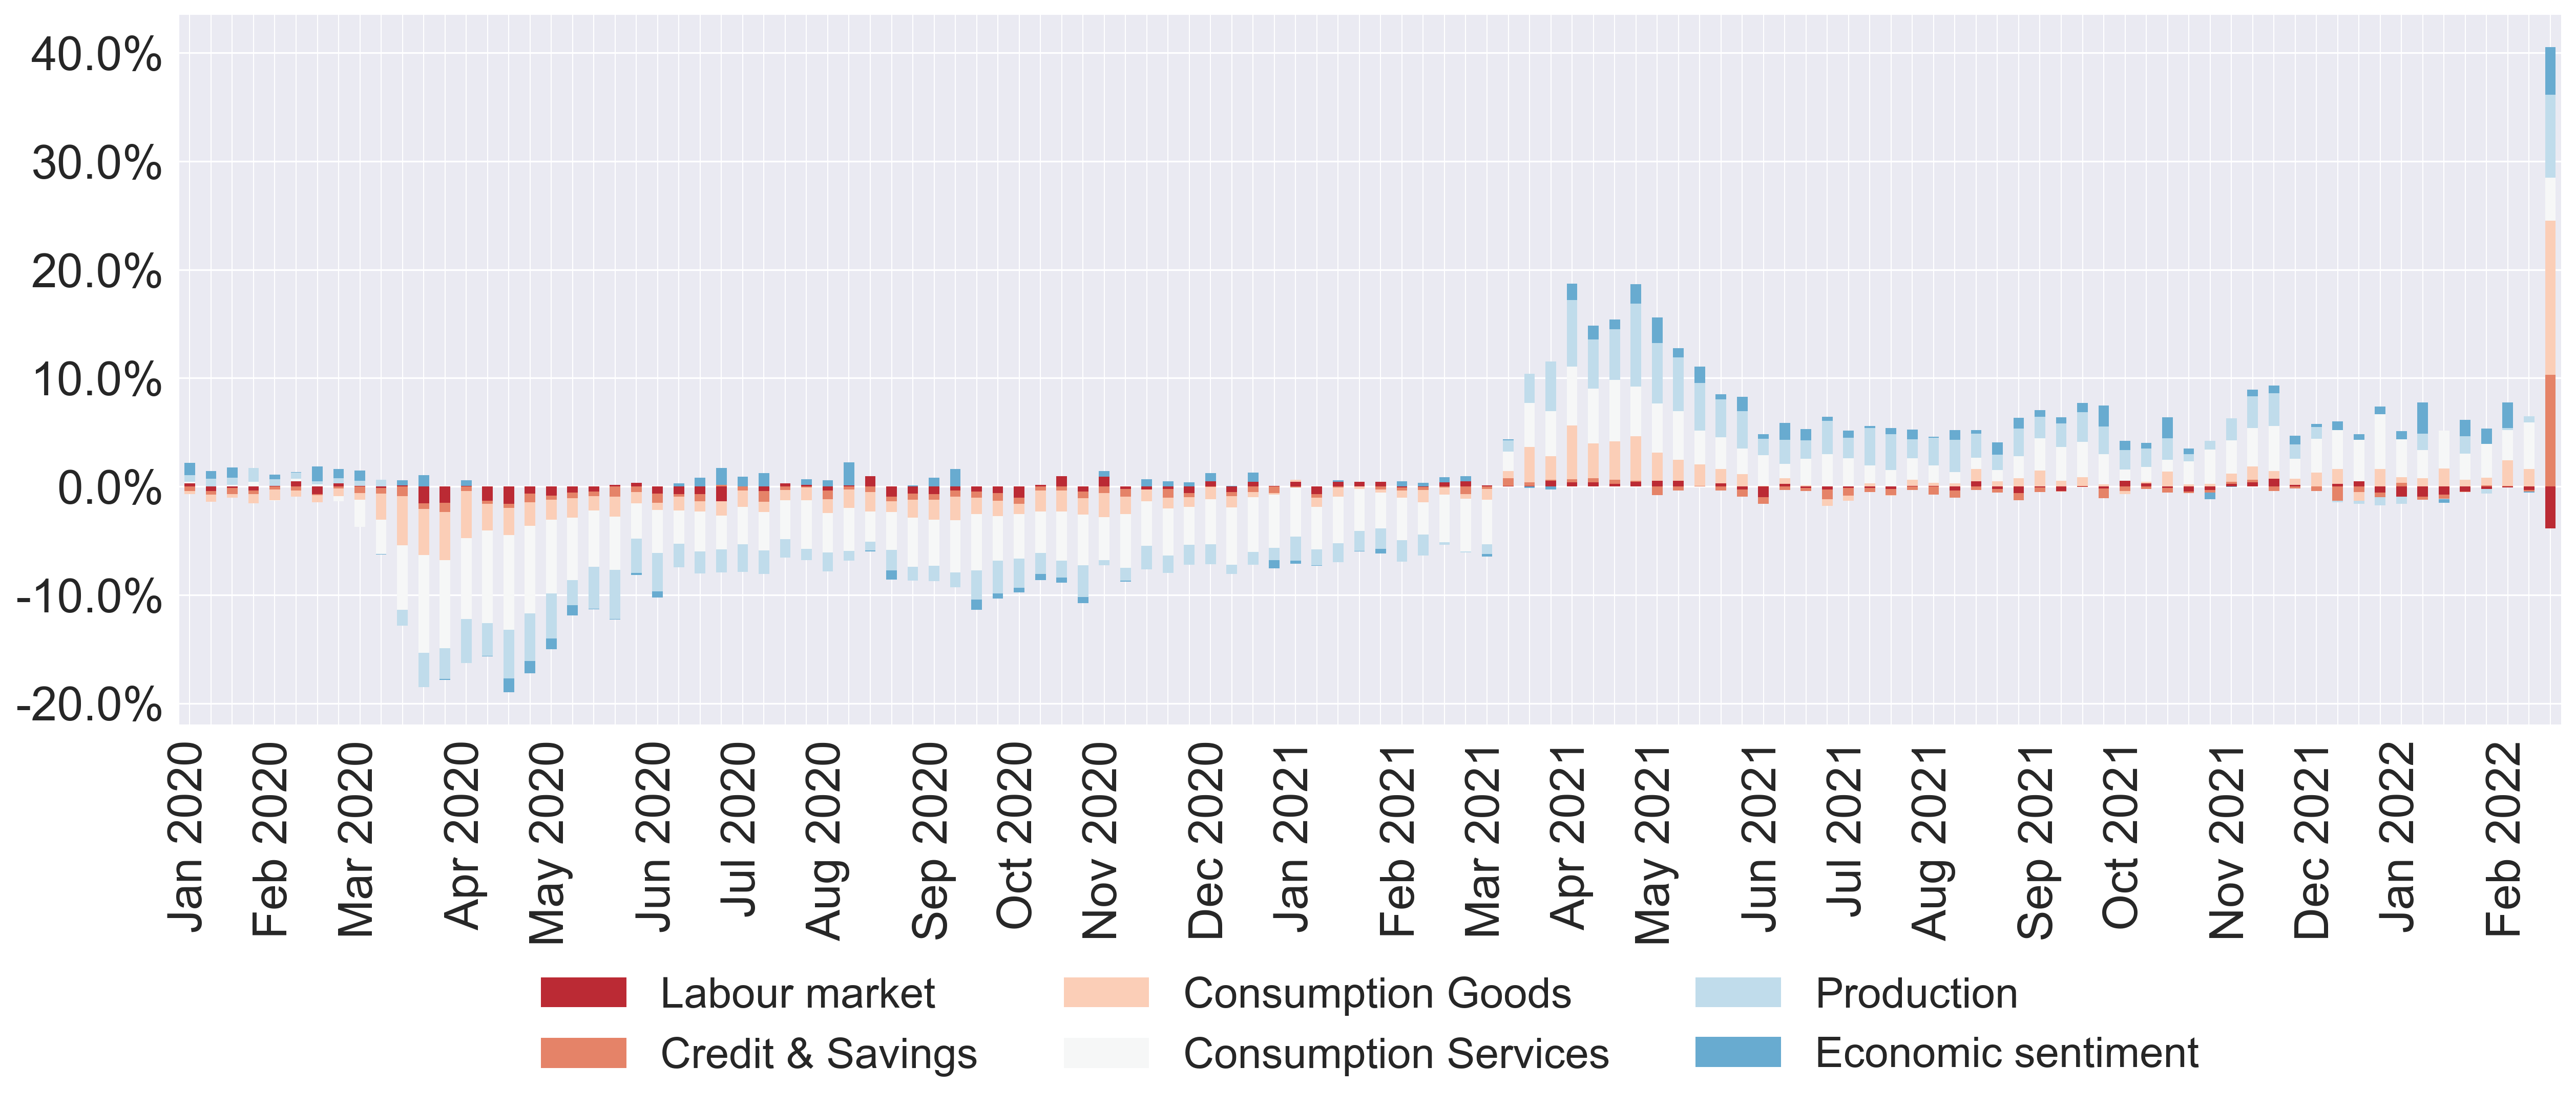 40.0%
30.0%
20.0%
10.0%
0.0%
-10.0%
-20.0%
Jan 2020
Feb 2020
Mar 2020
Apr 2020
May 2020
Jun 2020
Jul 2020
Aug 2020
Sep 2020
Oct 2020
Nov 2020
Dec 2020
Jan 2021
Feb 2021
Mar 2021
Apr 2021
May 2021
Jun 2021
Jul 2021
Aug 2021
Sep 2021
Oct 2021
Nov 2021
Dec 2021
Jan 2022
Feb 2022
Labour market
Credit & Savings
Consumption Goods
Consumption Services
Production
Economic sentiment